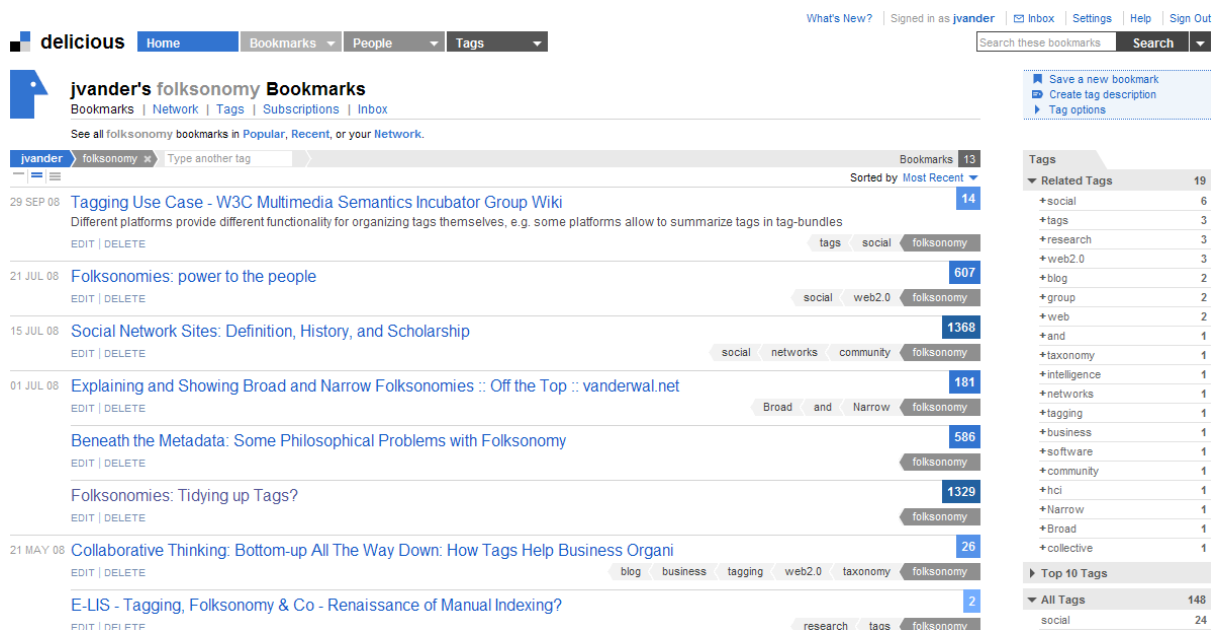 What's New? Signed in as jvander Inbox Settings Help Sign Out
delicious Home Bookmarks People Tags Search these bookmarks Search
jvander's folksonomy Bookmarks
Bookmarks | Network | Tags | Subscriptions | Inbox
See all folksonomy bookmarks in Popular, Recent, or your Network.
Save a new bookmark
Create tag description
Tag options
jvander folksonomy × Type another tag Bookmarks 13
Sorted by Most Recent
29 SEP 08 Tagging Use Case - W3C Multimedia Semantics Incubator Group Wiki 14
Different platforms provide different functionality for organizing tags themselves, e.g. some platforms allow to summarize tags in tag-bundles
EDIT | DELETE tags social folksonomy
21 JUL 08 Folksonomies: power to the people 607
EDIT | DELETE social web2.0 folksonomy
15 JUL 08 Social Network Sites: Definition, History, and Scholarship 1368
EDIT | DELETE social networks community folksonomy
01 JUL 08 Explaining and Showing Broad and Narrow Folksonomies :: Off the Top :: vanderwal.net 181
EDIT | DELETE Broad and Narrow folksonomy
Beneath the Metadata: Some Philosophical Problems with Folksonomy 586
EDIT | DELETE folksonomy
Folksonomies: Tidying up Tags? 1329
EDIT | DELETE folksonomy
21 MAY 08 Collaborative Thinking: Bottom-up All The Way Down: How Tags Help Business Organi 26
EDIT | DELETE blog business tagging web2.0 taxonomy folksonomy
E-LIS - Tagging, Folksonomy & Co - Renaissance of Manual Indexing? 2
EDIT | DELETE research tags folksonomy
Tags
Related Tags 19
+social 6
+tags 3
+research 3
+web2.0 3
+blog 2
+group 2
+web 2
+and 1
+taxonomy 1
+intelligence 1
+networks 1
+tagging 1
+business 1
+software 1
+community 1
+hci 1
+Narrow 1
+Broad 1
+collective 1
Top 10 Tags
All Tags 148
social 24